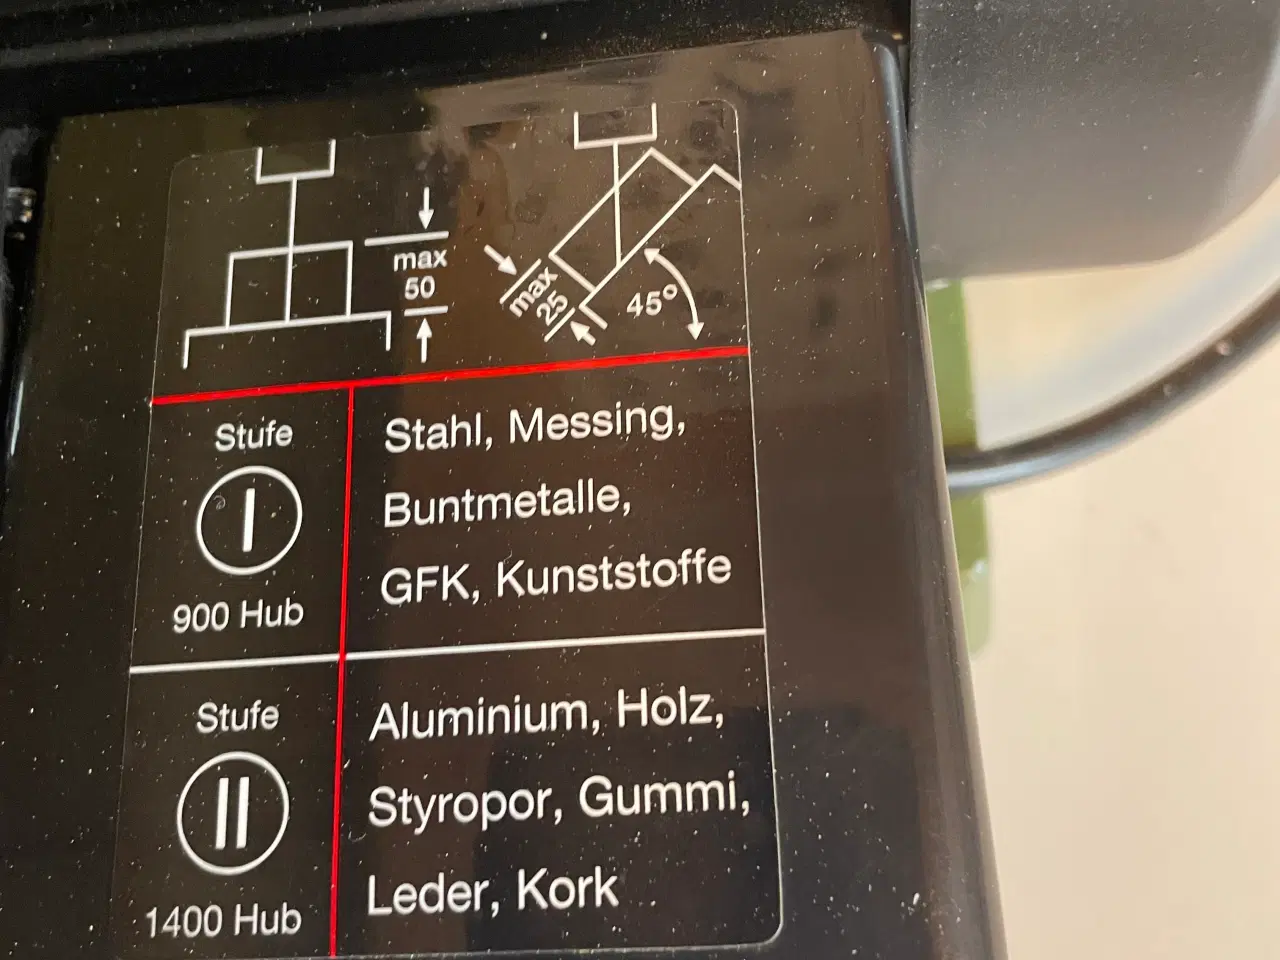 max
50
max
25
45°
Stufe
I
900 Hub
Stahl, Messing,
Buntmetalle,
GFK, Kunststoffe
Stufe
II
1400 Hub
Aluminium, Holz,
Styropor, Gummi,
Leder, Kork